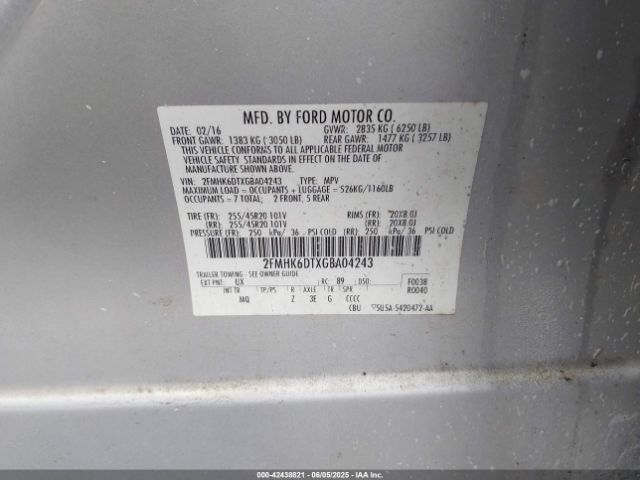 MFD. BY FORD MOTOR CO.
DATE: 02/16 GVWR: 2835 KG ( 6250 LB)
FRONT GAWR: 1383 KG ( 3050 LB) REAR GAWR: 1477 KG ( 3257 LB)
THIS VEHICLE CONFORMS TO ALL APPLICABLE FEDERAL MOTOR
VEHICLE SAFETY STANDARDS IN EFFECT ON THE DATE OF
MANUFACTURE SHOWN ABOVE.
VIN: 2FMHK6DTXGBA04243 TYPE: MPV
MAXIMUM LOAD = OCCUPANTS + LUGGAGE = 526KG/1160LB
OCCUPANTS = 7 TOTAL: 2 FRONT, 5 REAR
TIRE (FR): 255/45R20 101V RIMS (FR): 20X8.0J
(RR): 255/45R20 101V (RR): 20X8.0J
PRESSURE (FR): 250 kPa/ 36 PSI COLD (RR): 250 kPa/ 36 PSI COLD
2FMHK6DTXGBA04243
TRAILER TOWING - SEE OWNER GUIDE
EXT PNT: UX RC: 89 DSO: F0038
R0040
INT TR TP/PS R AXLE TR SPR
MQ Z 3E G CCCC
CBU 5U5A-5420472-AA
000-42438821 - 06/05/2025 - IAAI.COM